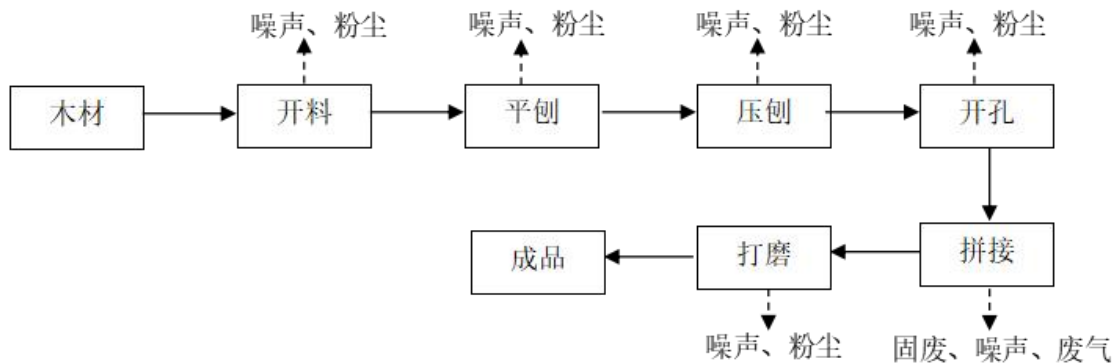 噪声、粉尘 噪声、粉尘 噪声、粉尘 噪声、粉尘
木材 开料 平刨 压刨 开孔
成品 打磨 拼接
噪声、粉尘 固废、噪声、废气